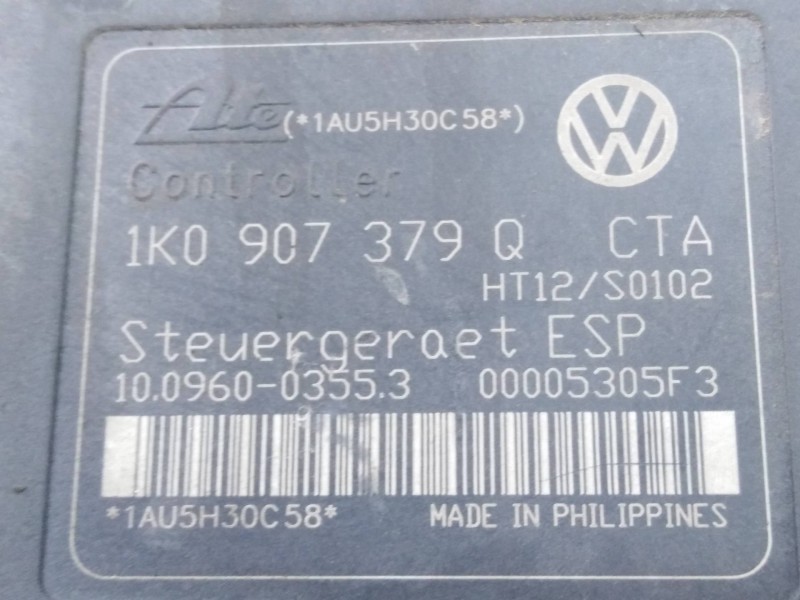 Ate (*1AU5H30C58*)
VW
Controller
1K0 907 379 Q CTA
HT12/S0102
Steuergeraet ESP
10.0960-0355.3 00005305F3
*1AU5H30C58* MADE IN PHILIPPINES